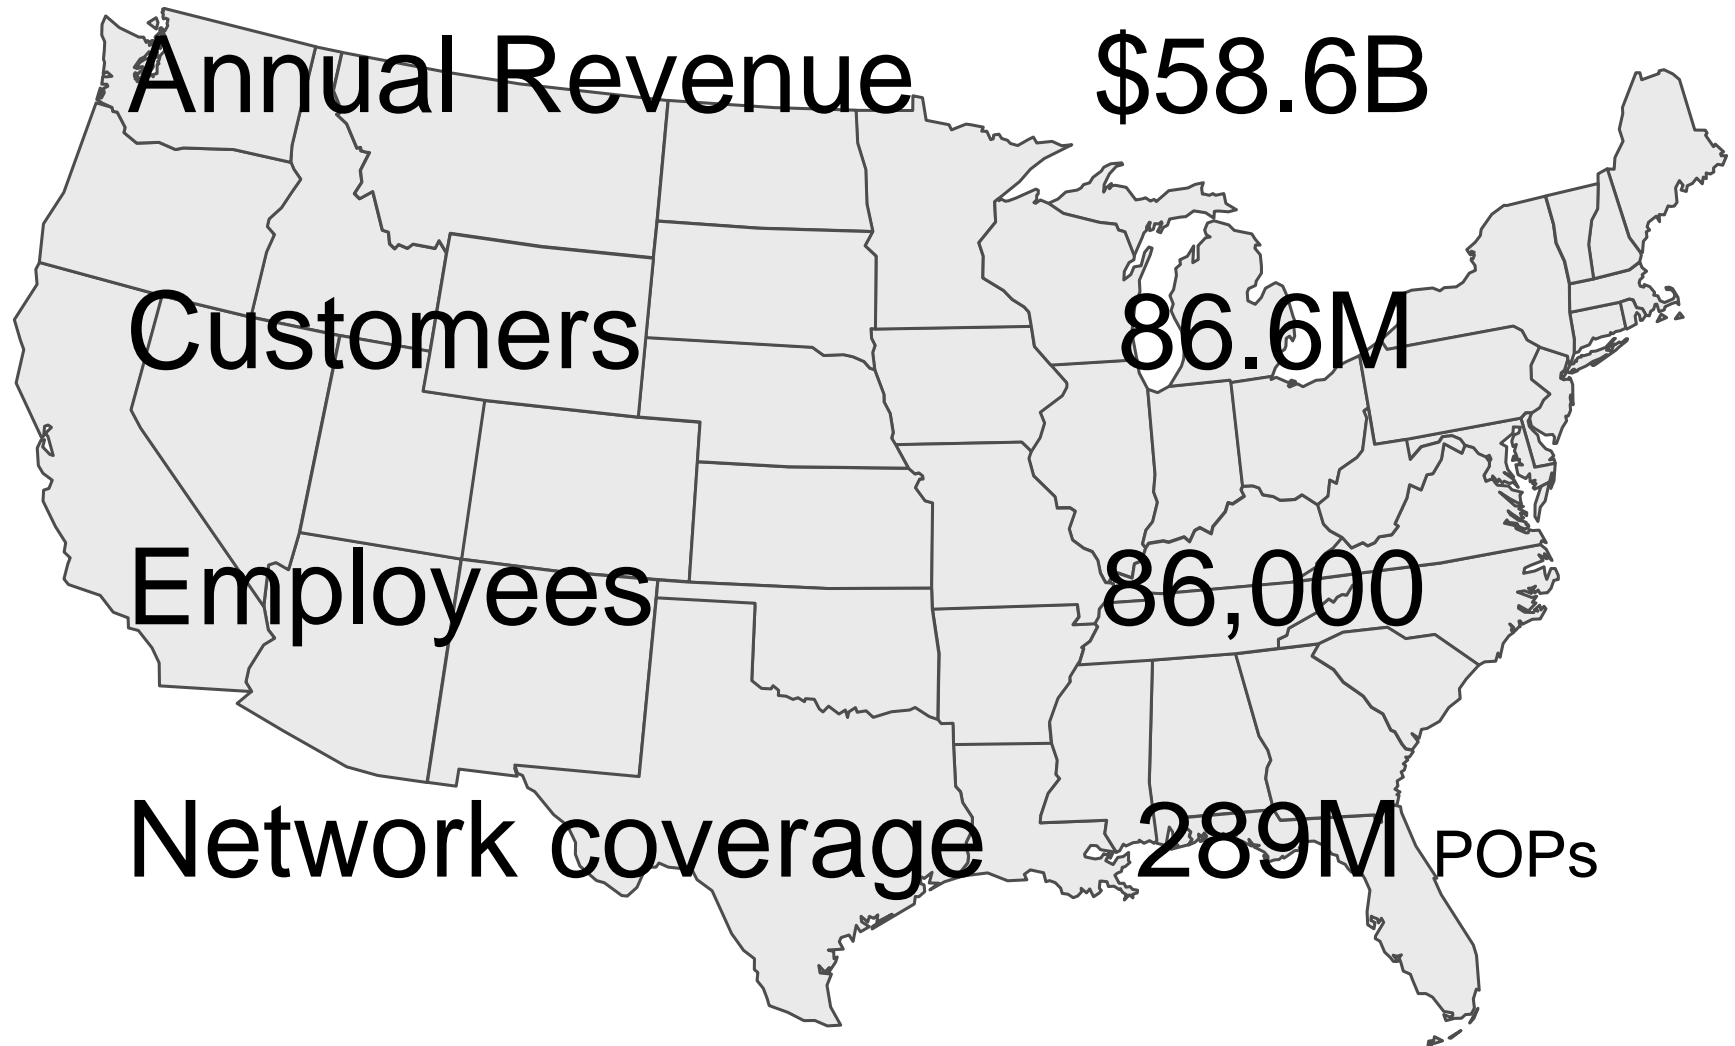 Annual Revenue $58.6B
Customers 86.6M
Employees 86,000
Network coverage 289M POPs